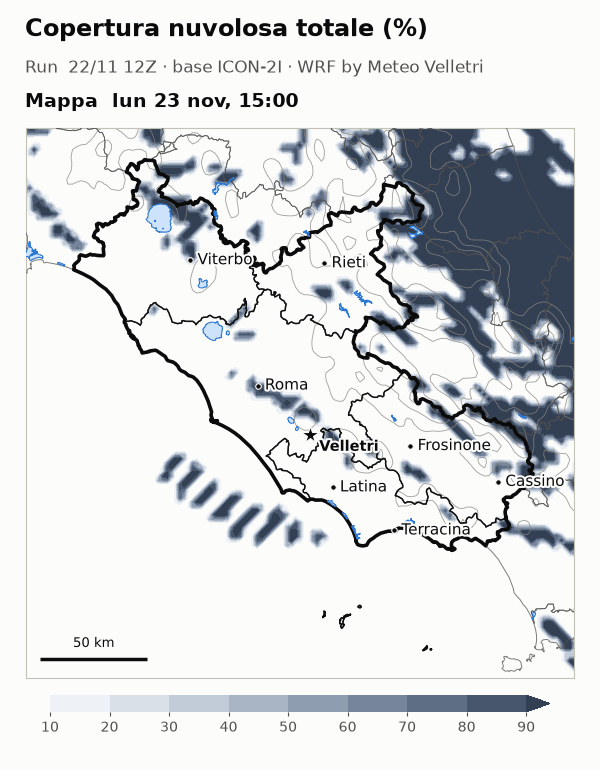 Copertura nuvolosa totale (%)
Run  22/11 12Z · base ICON-2I · WRF by Meteo Velletri
Mappa  lun 23 nov, 15:00
Viterbo
Rieti
Roma
Velletri
Frosinone
Cassino
Latina
Terracina
50 km
10 20 30 40 50 60 70 80 90